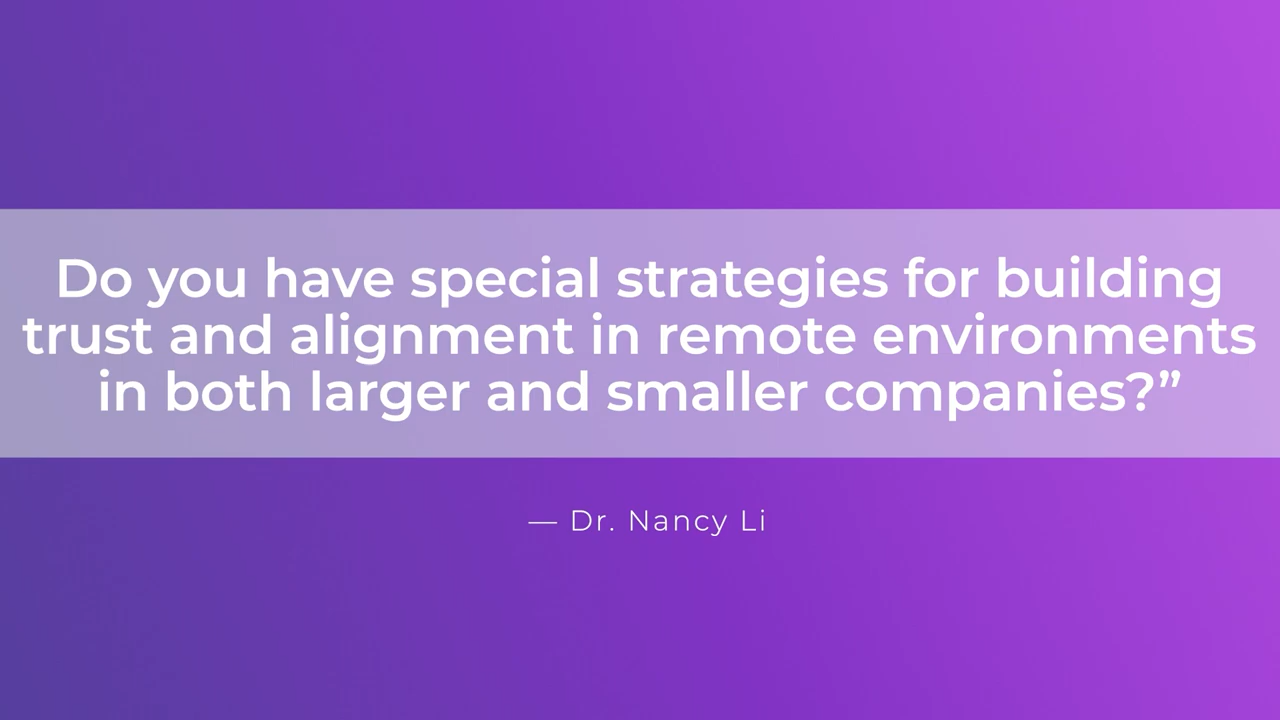 Do you have special strategies for building
trust and alignment in remote environments
in both larger and smaller companies?”
— Dr. Nancy Li